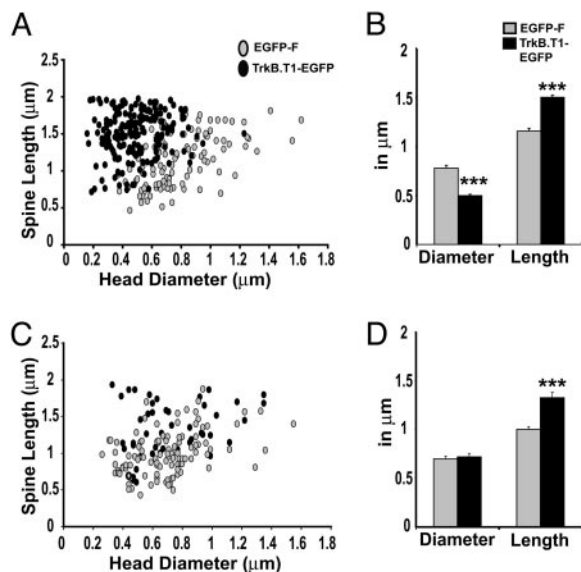 A
EGFP-F
TrkB.T1-EGFP
Spine Length (μm)
2.5
2
1.5
1
0.5
0
0 0.2 0.4 0.6 0.8 1 1.2 1.4 1.6 1.8
Head Diameter (μm)
B
EGFP-F
TrkB.T1-
EGFP
in μm
2
1.5
1
0.5
0
***
***
Diameter Length
C
Spine Length (μm)
2.5
2
1.5
1
0.5
0
0 0.2 0.4 0.6 0.8 1 1.2 1.4 1.6 1.8
Head Diameter (μm)
D
in μm
2
1.5
1
0.5
0
***
Diameter Length